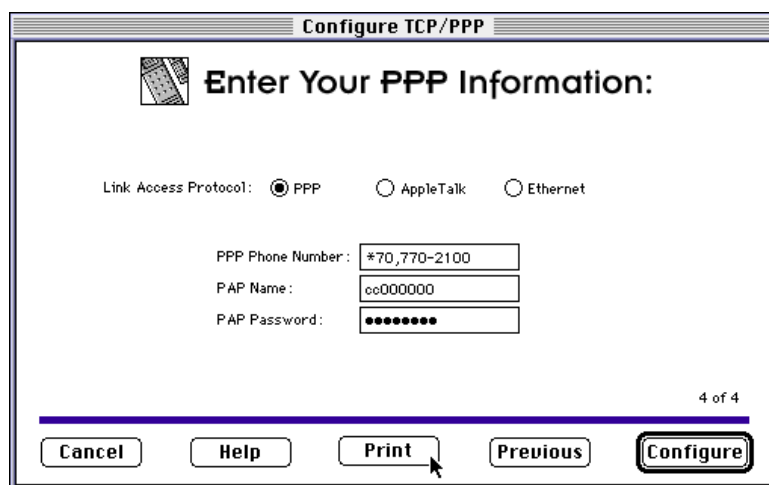 Configure TCP/PPP
Enter Your PPP Information:
Link Access Protocol: PPP AppleTalk Ethernet
PPP Phone Number: *70,770-2100
PAP Name: cc000000
PAP Password: ●●●●●●●●
4 of 4
Cancel Help Print Previous Configure